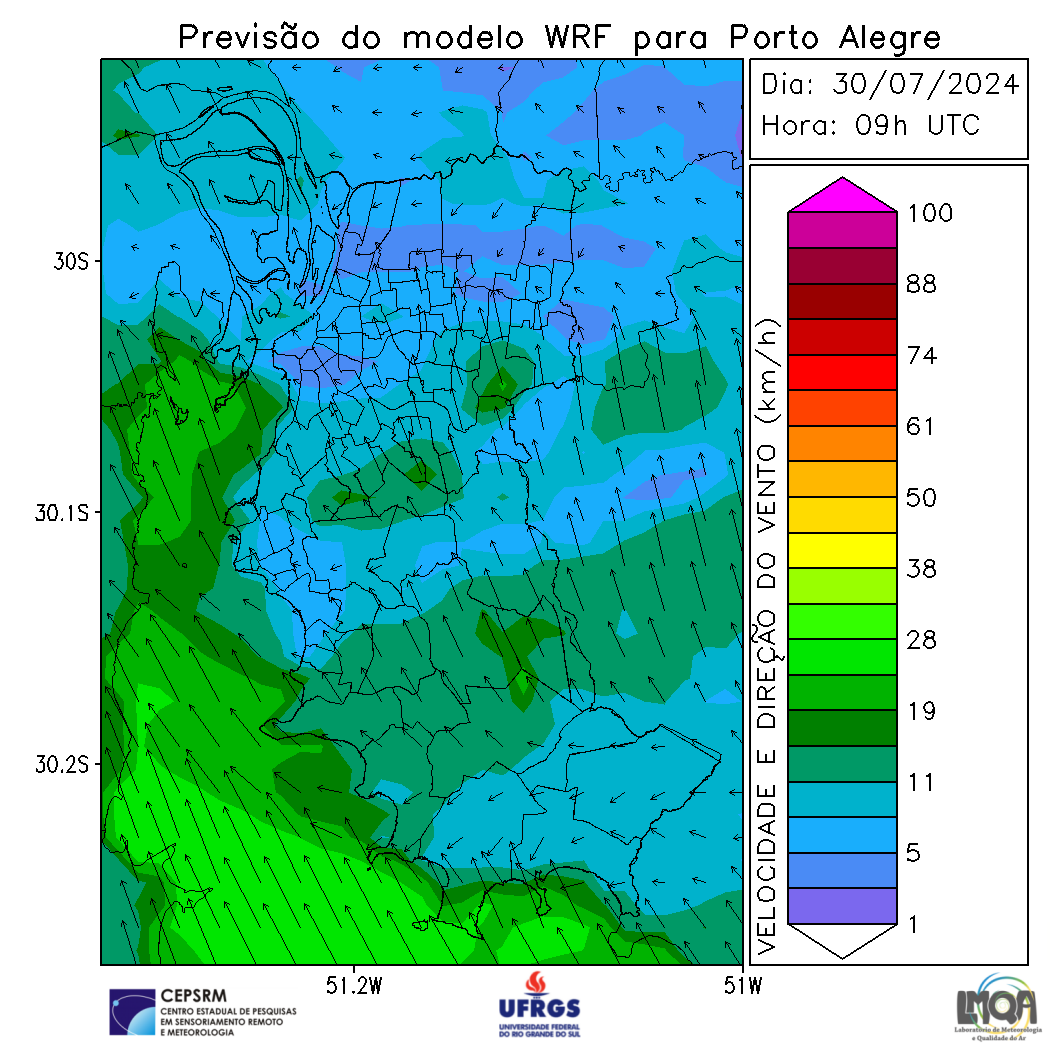 Previsão do modelo WRF para Porto Alegre
Dia: 30/07/2024
Hora: 09h UTC
30S
30.1S
30.2S
51.2W
51W
VELOCIDADE E DIREÇÃO DO VENTO (km/h)
100
88
74
61
50
38
28
19
11
5
1
CEPSRM
CENTRO ESTADUAL DE PESQUISAS
EM SENSORIAMENTO REMOTO
E METEOROLOGIA
UFRGS
UNIVERSIDADE FEDERAL
DO RIO GRANDE DO SUL
LMQA
Laboratório de Meteorologia
e Qualidade do Ar